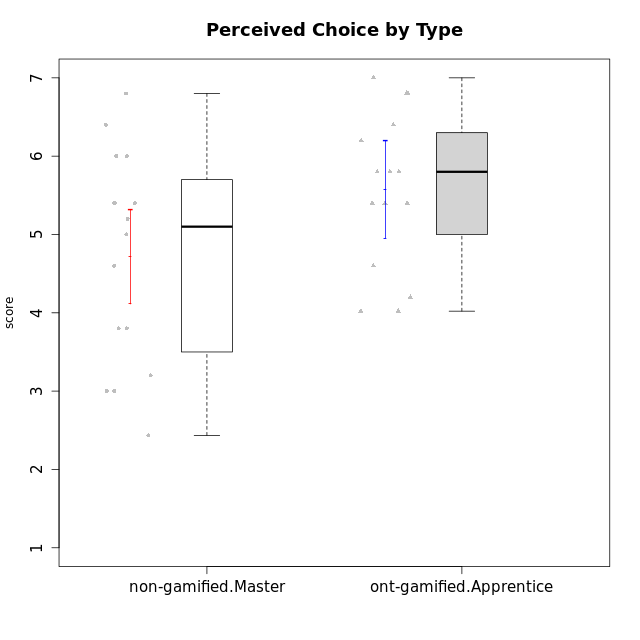 Perceived Choice by Type
score
7
6
5
4
3
2
1
non-gamified.Master
ont-gamified.Apprentice